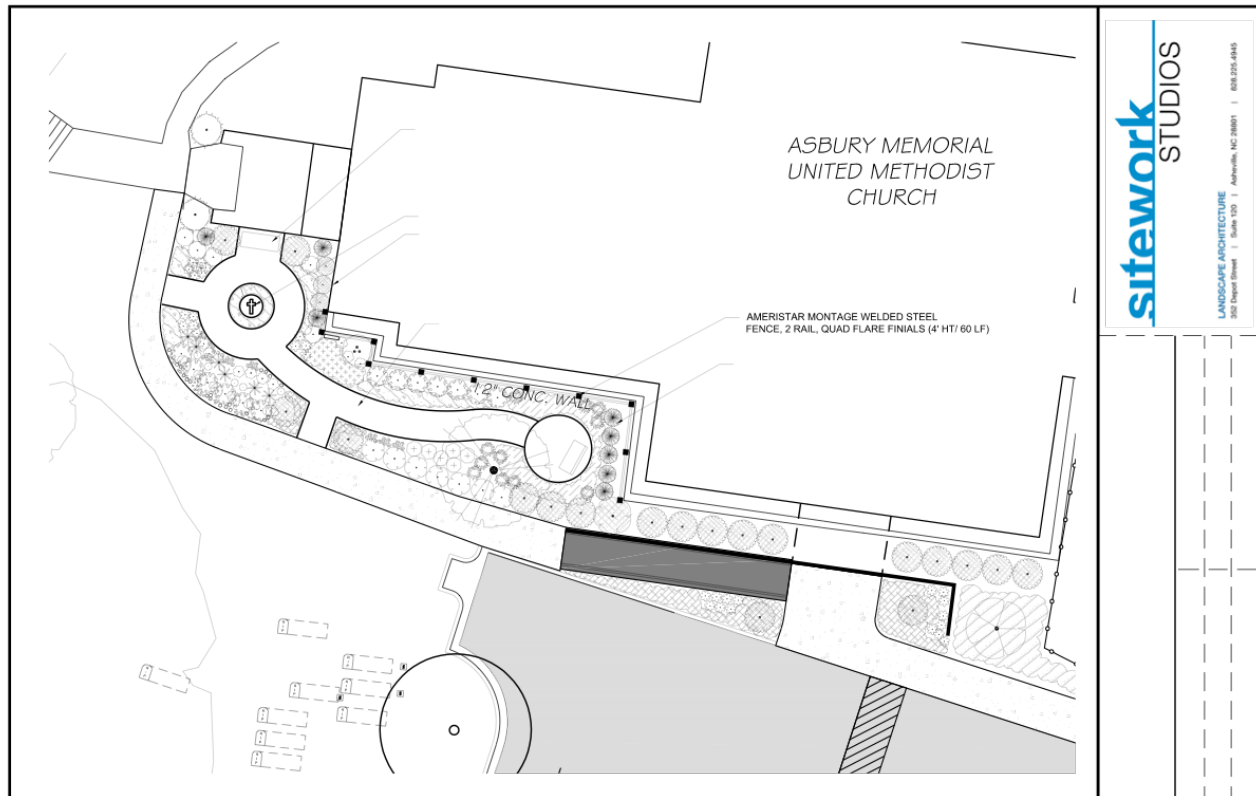 ASBURY MEMORIAL
UNITED METHODIST
CHURCH
AMERISTAR MONTAGE WELDED STEEL
FENCE, 2 RAIL, QUAD FLARE FINIALS (4' HT/ 60 LF)
12" CONC. WALL
sitework
STUDIOS
LANDSCAPE ARCHITECTURE
352 Depot Street | Suite 120 | Asheville, NC 28801 | 828.225.4945